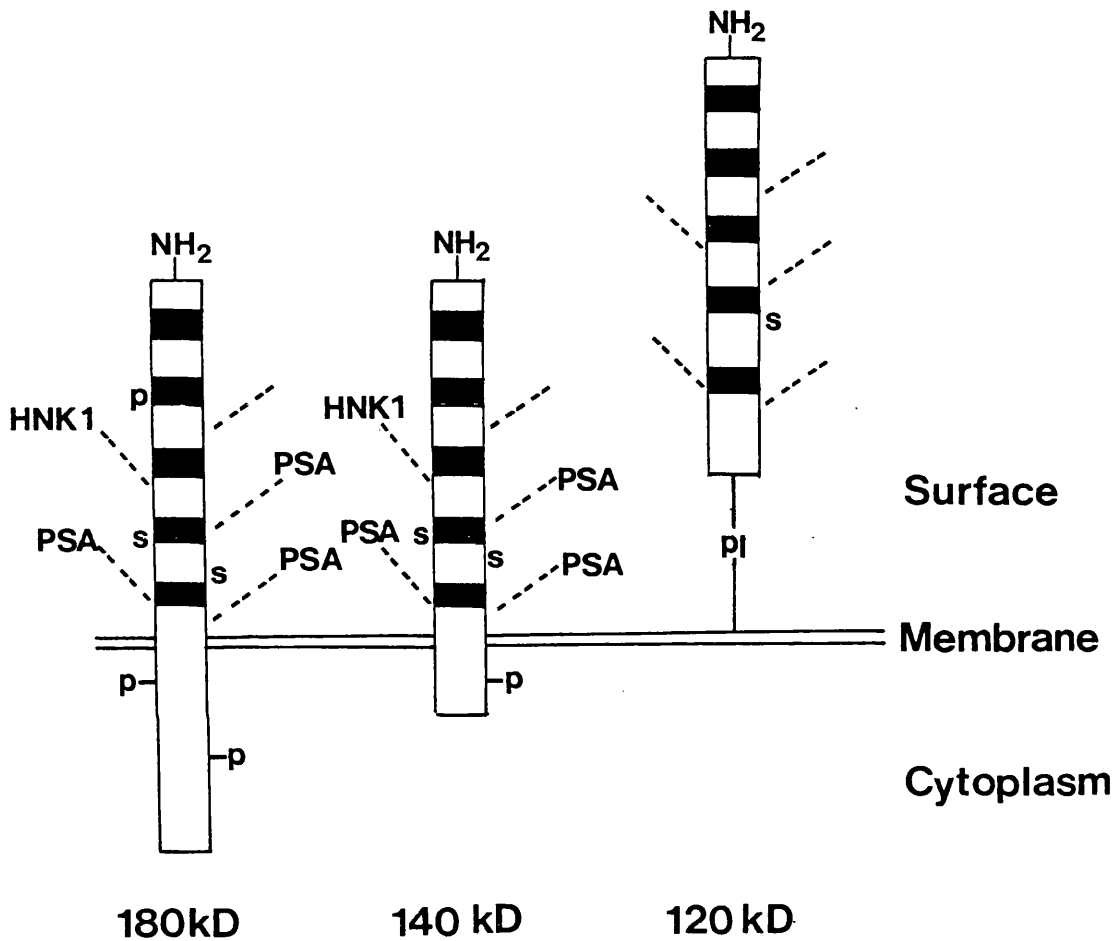 NH2
NH2 NH2
p
HNK1 HNK1
PSA PSA
s
s PSA s s
PSA PSA PSA PSA
s
Surface
pI
Membrane
p p
p
Cytoplasm
180kD 140 kD 120 kD